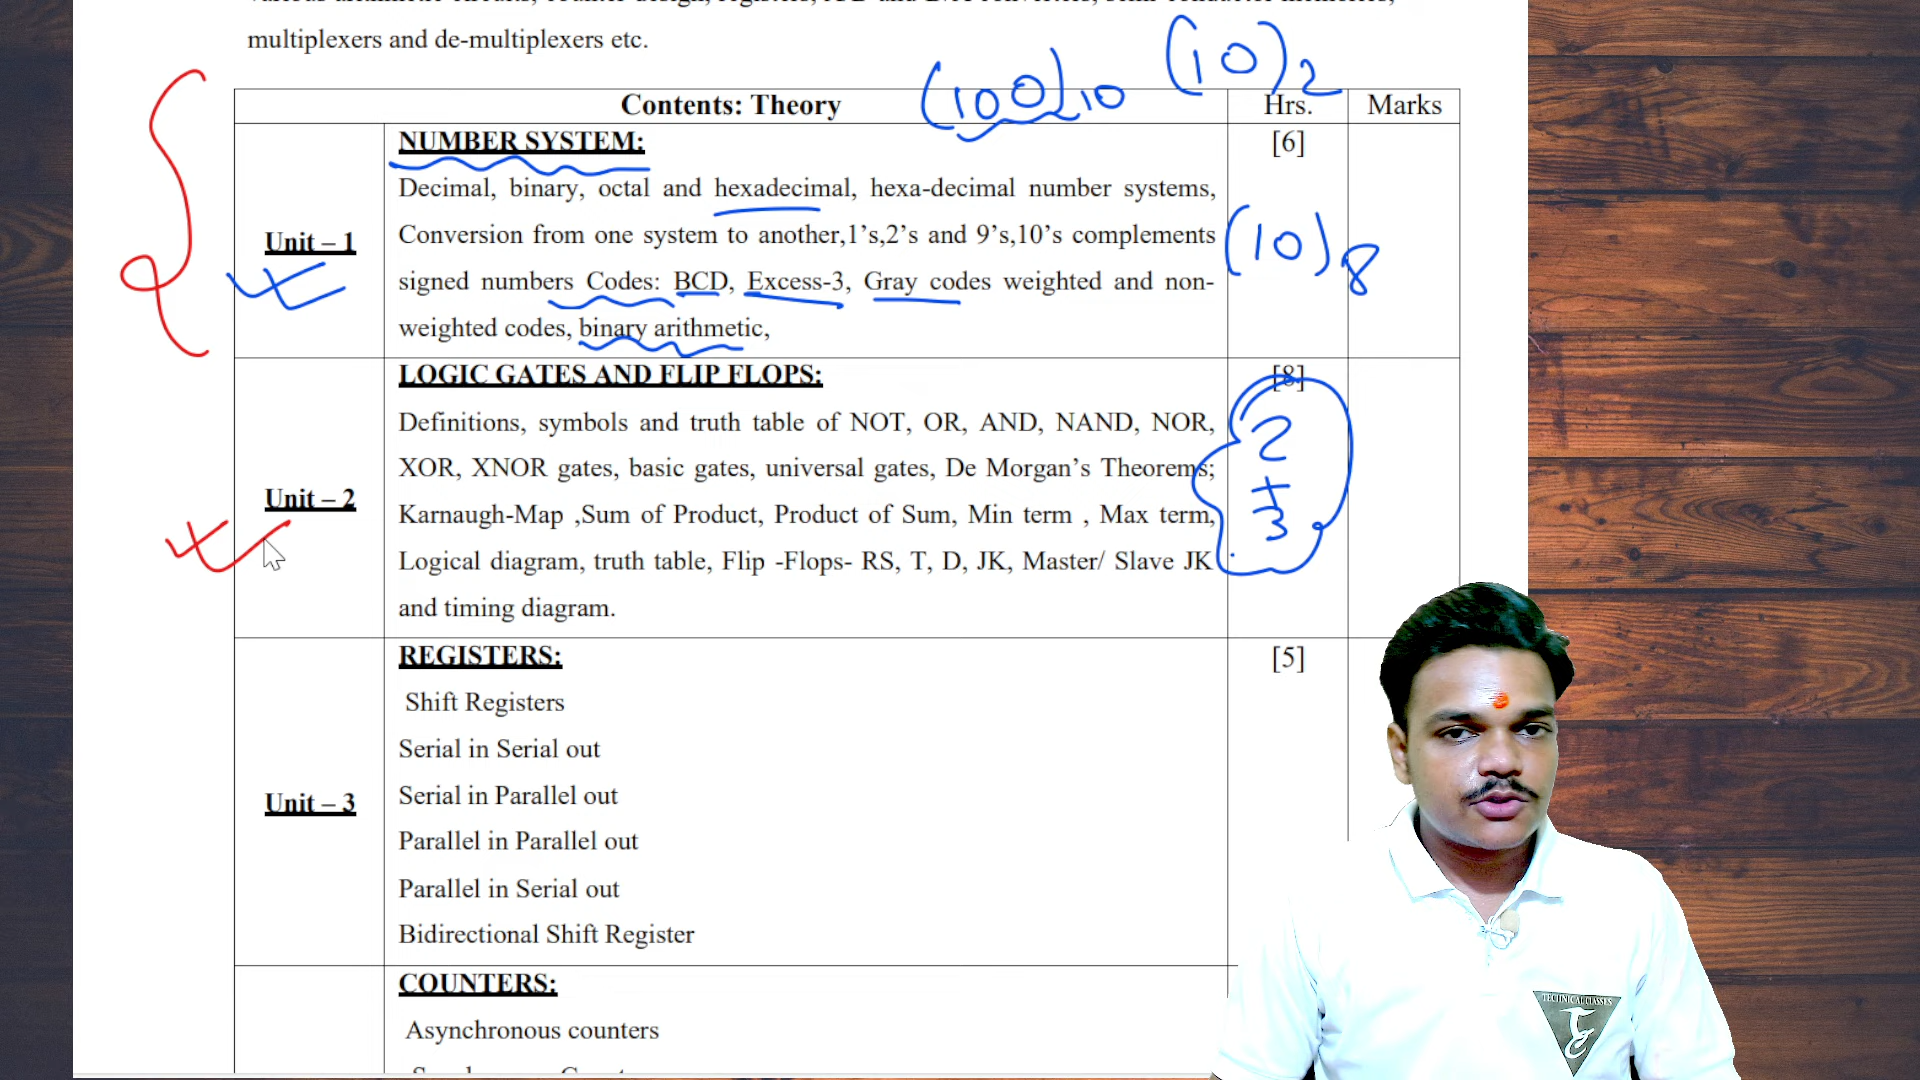 multiplexers and de-multiplexers etc.
(100)10 (10)2
Contents: Theory Hrs. Marks
Unit – 1
NUMBER SYSTEM: [6]
Decimal, binary, octal and hexadecimal, hexa-decimal number systems,
Conversion from one system to another,1’s,2’s and 9’s,10’s complements
(10)8
signed numbers Codes: BCD, Excess-3, Gray codes weighted and non-
weighted codes, binary arithmetic,
Unit – 2
LOGIC GATES AND FLIP FLOPS: [8]
Definitions, symbols and truth table of NOT, OR, AND, NAND, NOR,
XOR, XNOR gates, basic gates, universal gates, De Morgan’s Theorems;
Karnaugh-Map ,Sum of Product, Product of Sum, Min term , Max term,
Logical diagram, truth table, Flip -Flops- RS, T, D, JK, Master/ Slave JK
and timing diagram.
2
+
3
Unit – 3
REGISTERS: [5]
Shift Registers
Serial in Serial out
Serial in Parallel out
Parallel in Parallel out
Parallel in Serial out
Bidirectional Shift Register
COUNTERS:
Asynchronous counters
TECHNICAL CLASSES